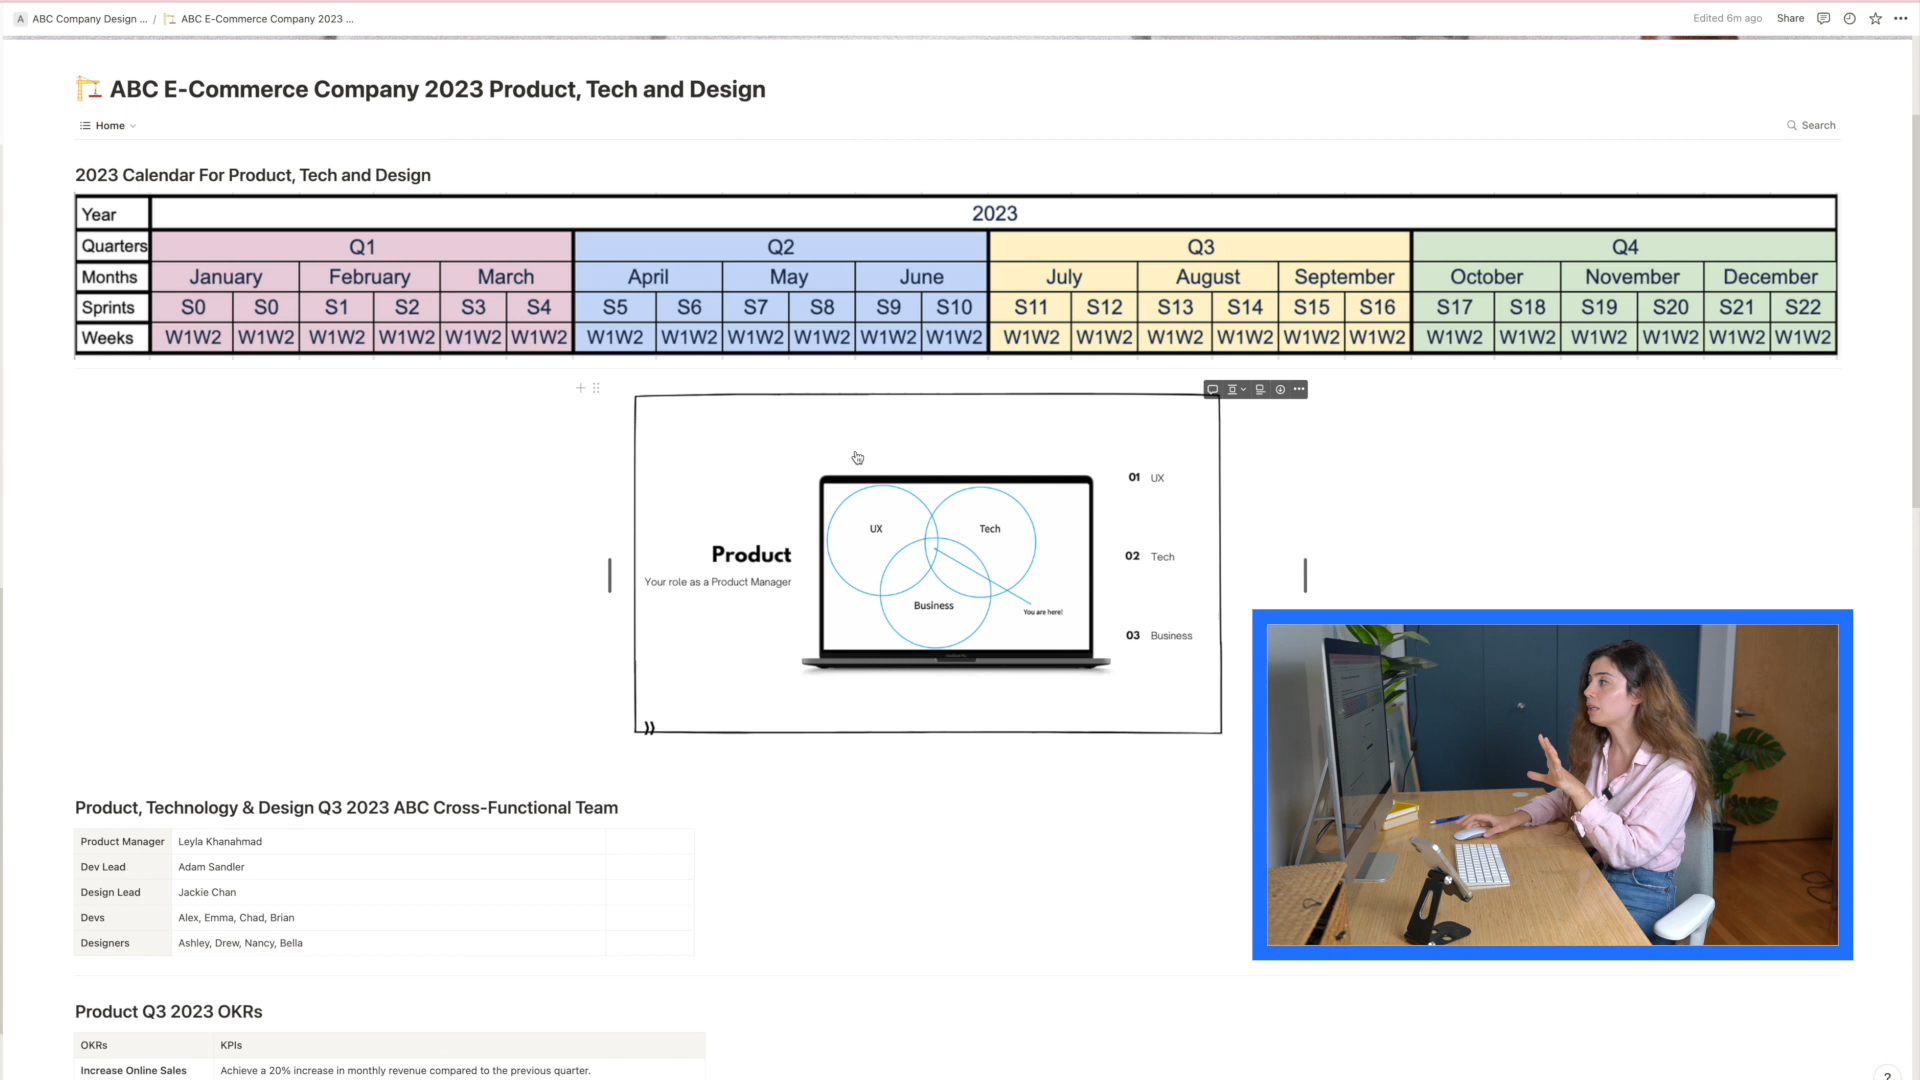 A ABC Company Design ... / ABC E-Commerce Company 2023 ...
Edited 6m ago Share
ABC E-Commerce Company 2023 Product, Tech and Design
Home
Search
2023 Calendar For Product, Tech and Design
Year 2023
Quarters Q1 Q2 Q3 Q4
Months January February March April May June July August September October November December
Sprints S0 S0 S1 S2 S3 S4 S5 S6 S7 S8 S9 S10 S11 S12 S13 S14 S15 S16 S17 S18 S19 S20 S21 S22
Weeks W1W2 W1W2 W1W2 W1W2 W1W2 W1W2 W1W2 W1W2 W1W2 W1W2 W1W2 W1W2 W1W2 W1W2 W1W2 W1W2 W1W2 W1W2 W1W2 W1W2 W1W2 W1W2 W1W2 W1W2
Product
Your role as a Product Manager
UX
Tech
Business
You are here!
01 UX
02 Tech
03 Business
Product, Technology & Design Q3 2023 ABC Cross-Functional Team
Product Manager Leyla Khanahmad
Dev Lead Adam Sandler
Design Lead Jackie Chan
Devs Alex, Emma, Chad, Brian
Designers Ashley, Drew, Nancy, Bella
Product Q3 2023 OKRs
OKRs KPIs
Increase Online Sales Achieve a 20% increase in monthly revenue compared to the previous quarter.
?